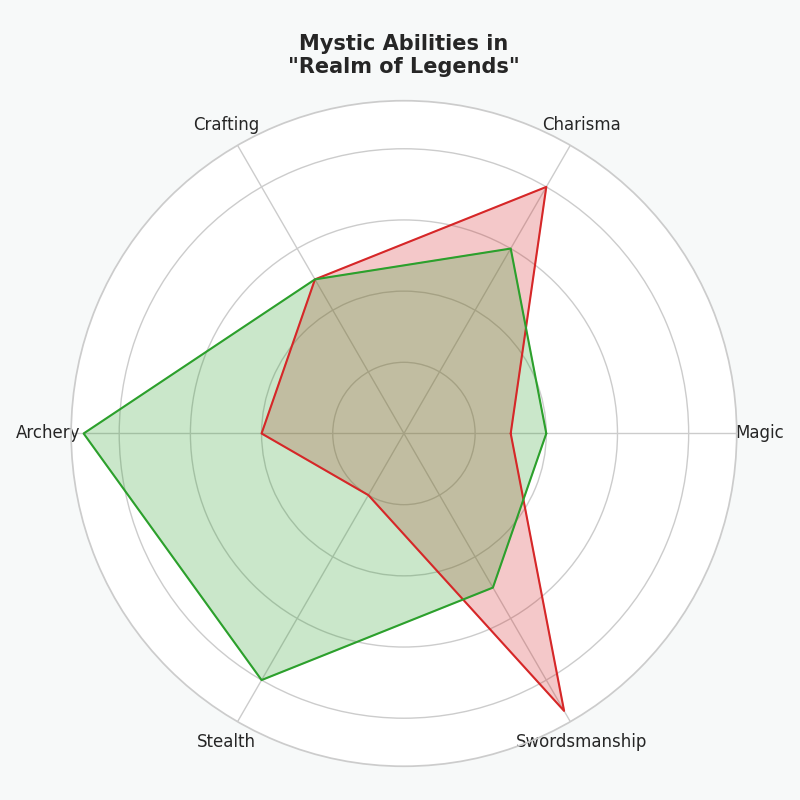 Mystic Abilities in
"Realm of Legends"
Crafting
Charisma
Archery
Magic
Stealth
Swordsmanship